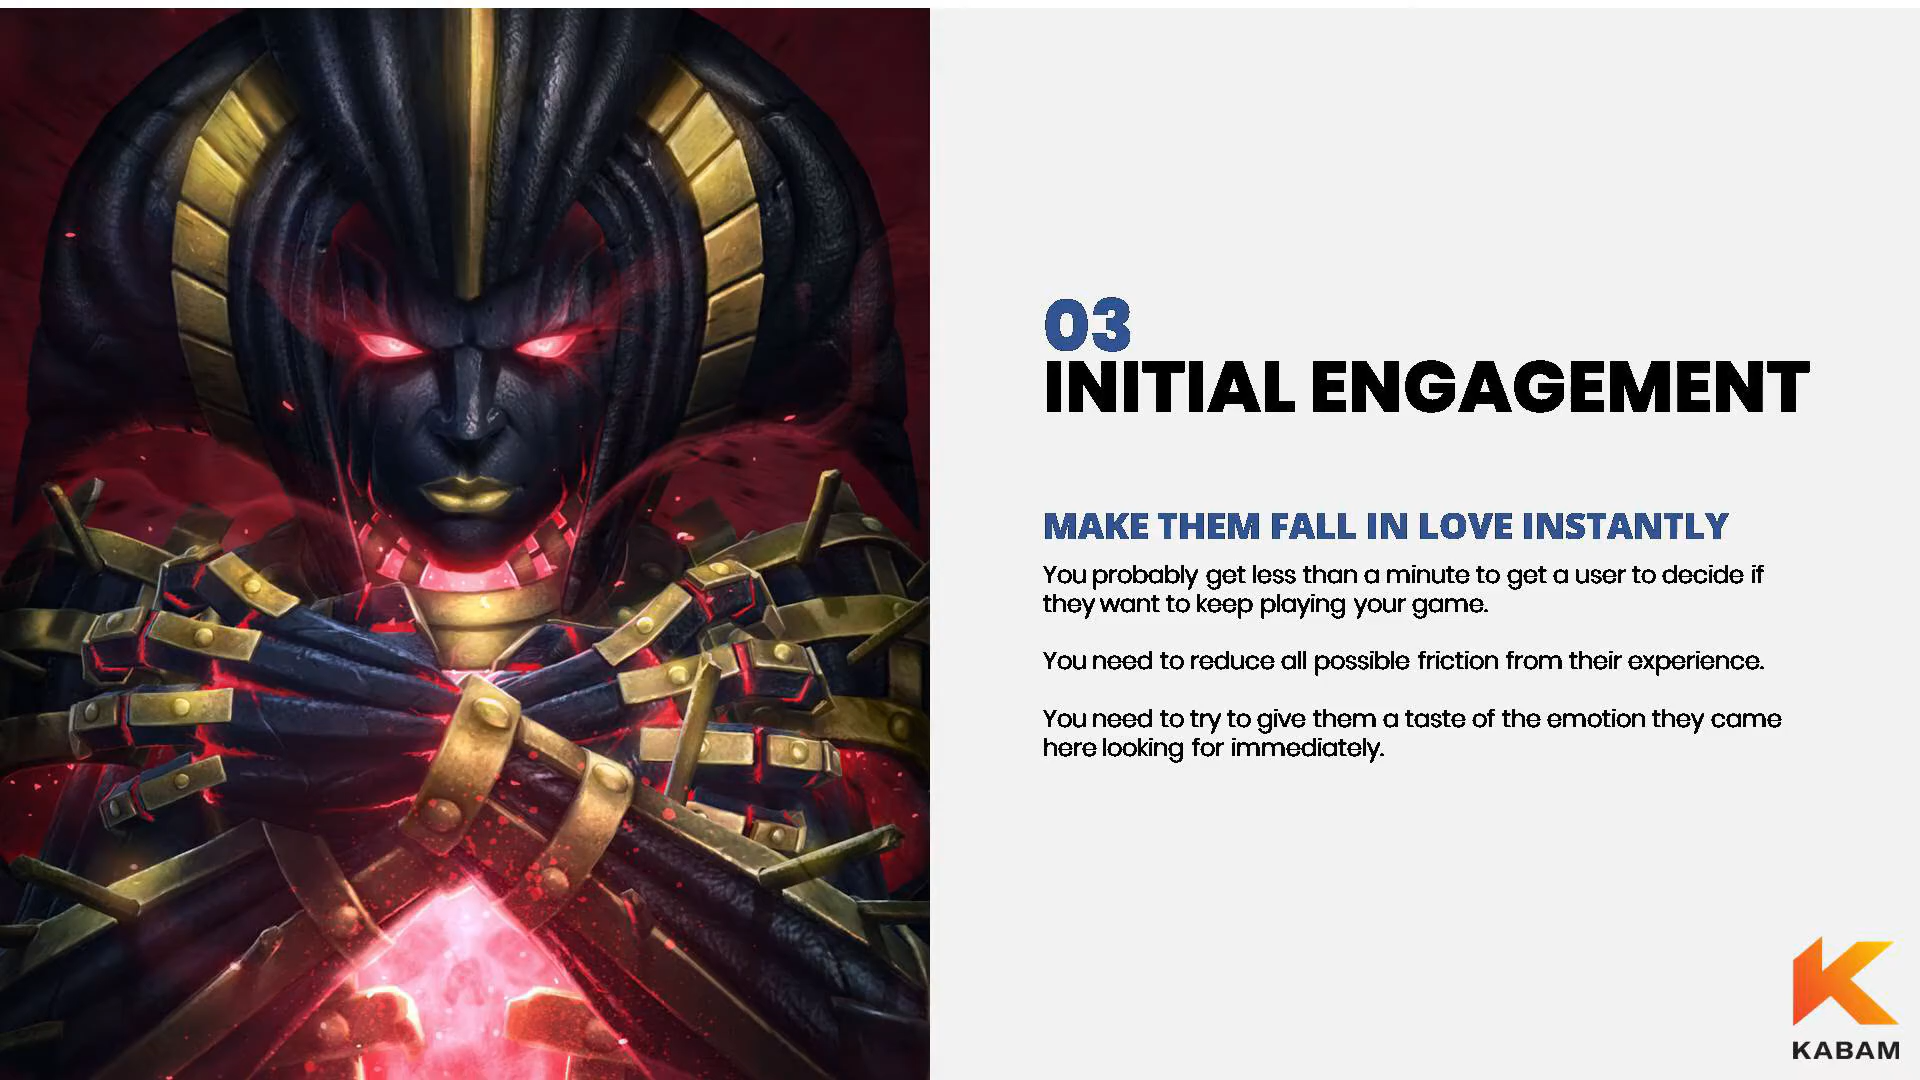 03
INITIAL ENGAGEMENT
MAKE THEM FALL IN LOVE INSTANTLY
You probably get less than a minute to get a user to decide if
they want to keep playing your game.
You need to reduce all possible friction from their experience.
You need to try to give them a taste of the emotion they came
here looking for immediately.
KABAM